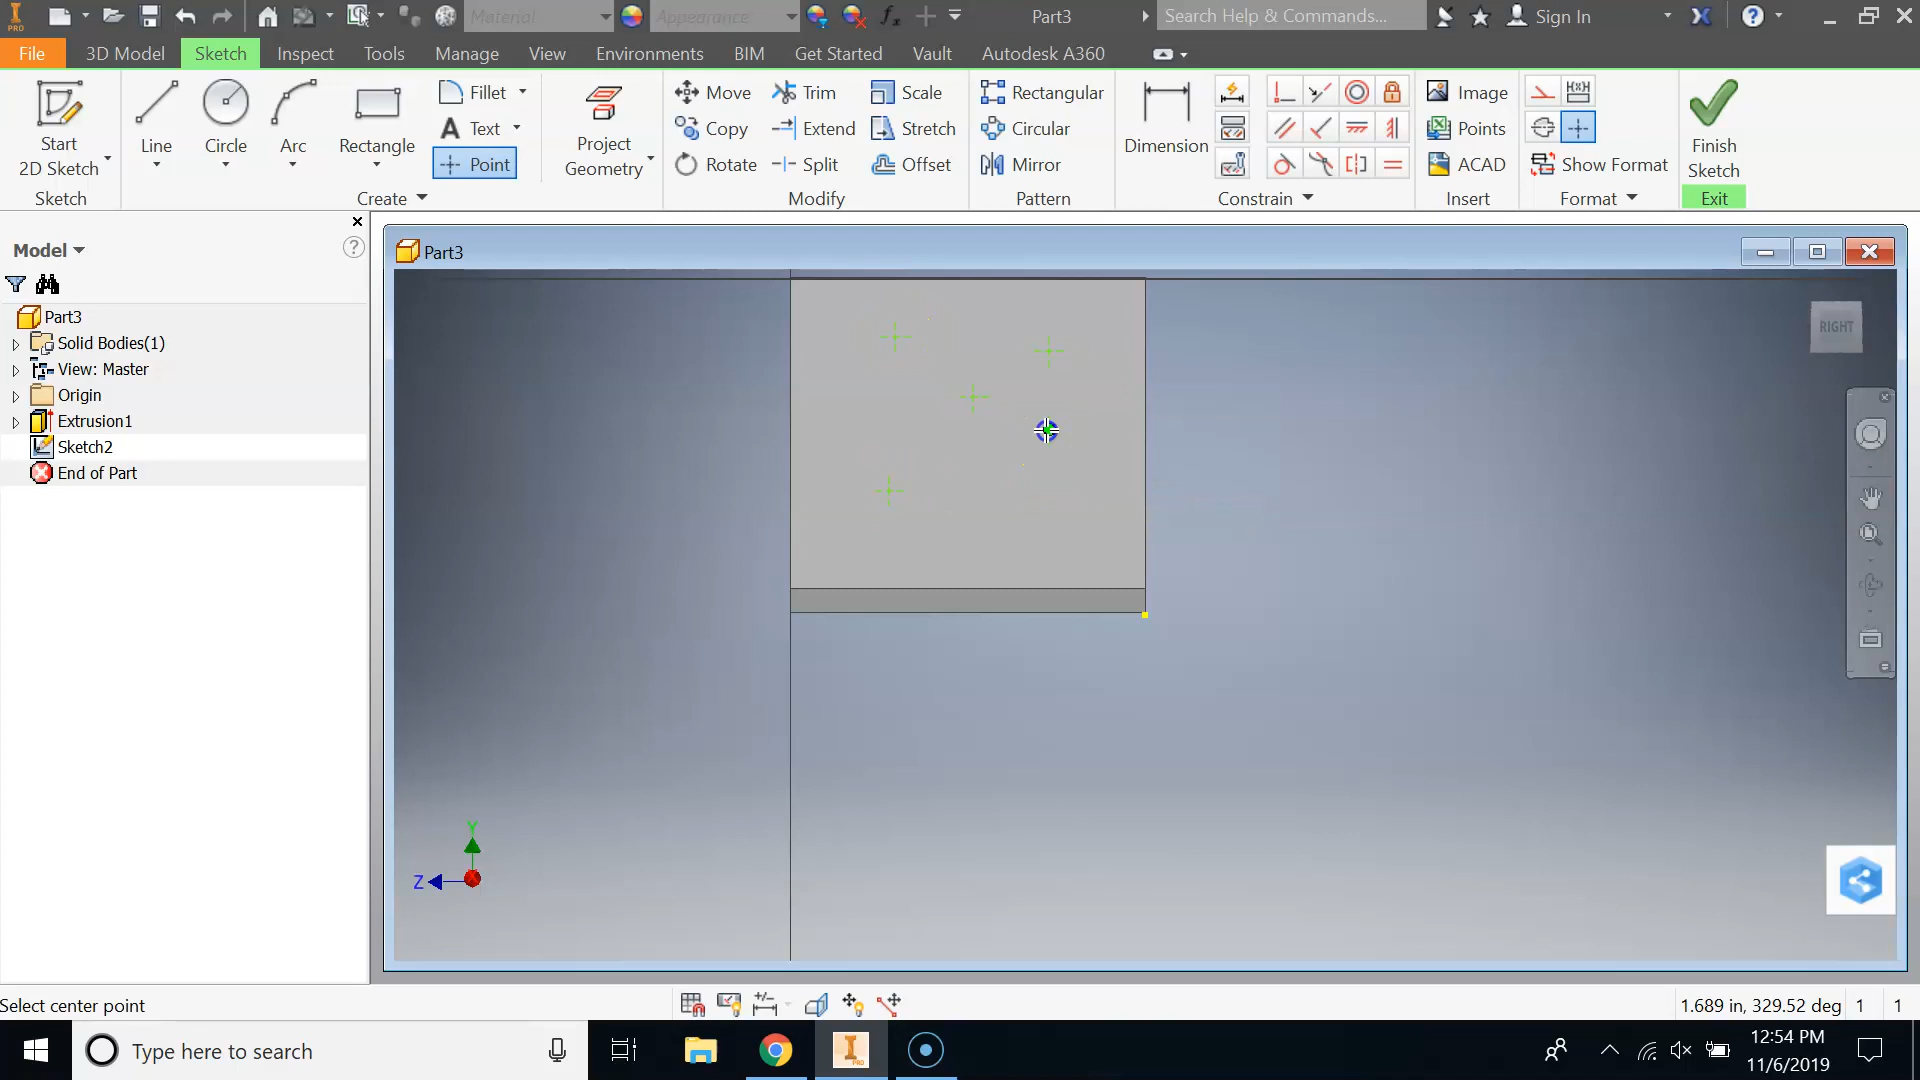 PRO
Material
Appearance
fx
Part3
Search Help & Commands...
Sign In
File
3D Model
Sketch
Inspect
Tools
Manage
View
Environments
BIM
Get Started
Vault
Autodesk A360
Start
2D Sketch
Line
Circle
Arc
Rectangle
Fillet
Text
Point
Project
Geometry
Move
Copy
Rotate
Trim
Extend
Split
Scale
Stretch
Offset
Rectangular
Circular
Mirror
Dimension
Image
Points
ACAD
Show Format
Finish
Sketch
Sketch
Create
Modify
Pattern
Constrain
Insert
Format
Exit
Model
Part3
Solid Bodies(1)
View: Master
Origin
Extrusion1
Sketch2
End of Part
Part3
RIGHT
Y
Z
Select center point
1.689 in, 329.52 deg
1
1
Type here to search
PRO
12:54 PM
11/6/2019